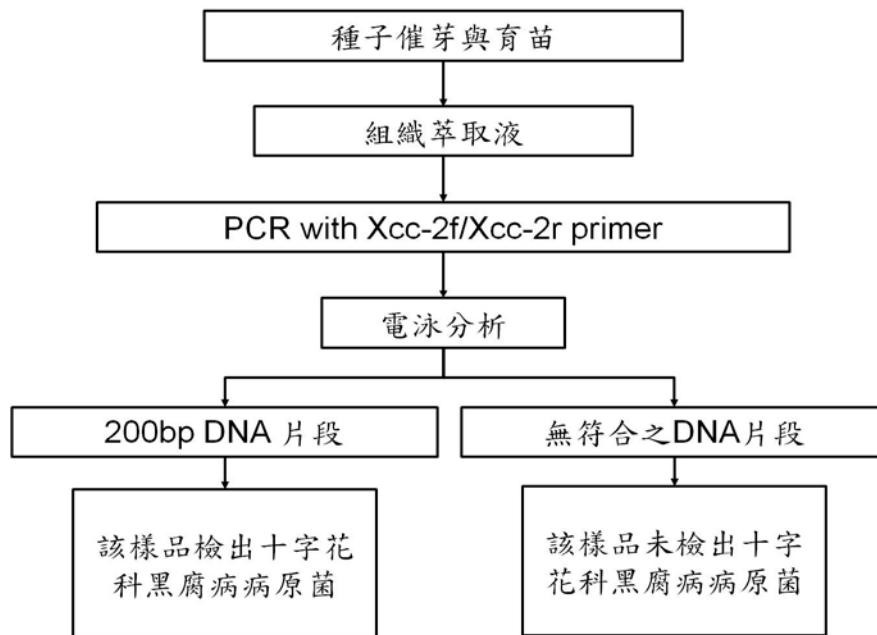 種子催芽與育苗
組織萃取液
PCR with Xcc-2f/Xcc-2r primer
電泳分析
200bp DNA 片段
無符合之DNA片段
該樣品檢出十字花
科黑腐病病原菌
該樣品未檢出十字
花科黑腐病病原菌